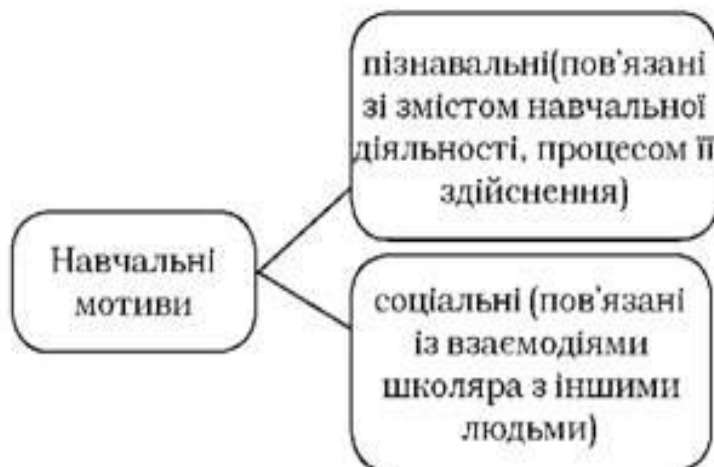 Навчальні
мотиви
пізнавальні(пов'язані
зі змістом навчальної
діяльності, процесом її
здійснення)
соціальні (пов'язані
із взаємодіями
школяра з іншими
людьми)